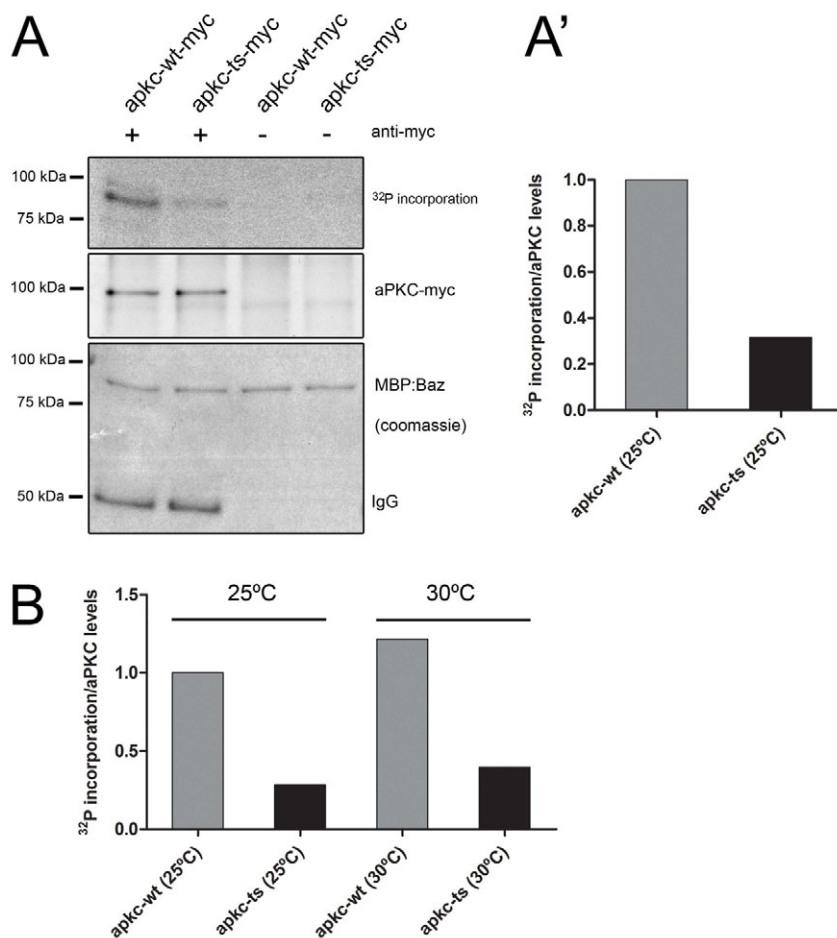 A
apkc-wt-myc
apkc-ts-myc
apkc-wt-myc
apkc-ts-myc
+ + - - anti-myc
100 kDa
75 kDa
³²P incorporation
100 kDa
aPKC-myc
100 kDa
75 kDa
50 kDa
MBP:Baz
(coomassie)
IgG
A’
³²P incorporation/aPKC levels
1.0
0.8
0.6
0.4
0.2
0.0
apkc-wt (25ºC)
apkc-ts (25ºC)
B
25ºC
30ºC
³²P incorporation/aPKC levels
1.5
1.0
0.5
0.0
apkc-wt (25ºC)
apkc-ts (25ºC)
apkc-wt (30ºC)
apkc-ts (30ºC)